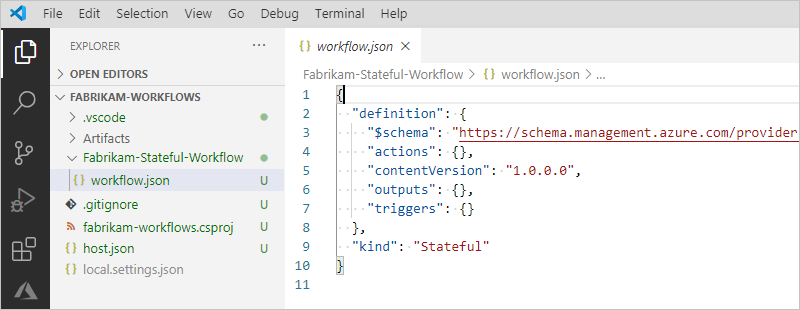 File Edit Selection View Go Debug Terminal Help
EXPLORER ...
OPEN EDITORS
FABRIKAM-WORKFLOWS
.vscode
Artifacts
Fabrikam-Stateful-Workflow
{} workflow.json U
.gitignore U
fabrikam-workflows.csproj U
{} host.json U
{} local.settings.json
{} workflow.json ×
Fabrikam-Stateful-Workflow > {} workflow.json > ...
1 {
2 "definition": {
3 "$schema": "https://schema.management.azure.com/provider
4 "actions": {},
5 "contentVersion": "1.0.0.0",
6 "outputs": {},
7 "triggers": {}
8 },
9 "kind": "Stateful"
10 }
11